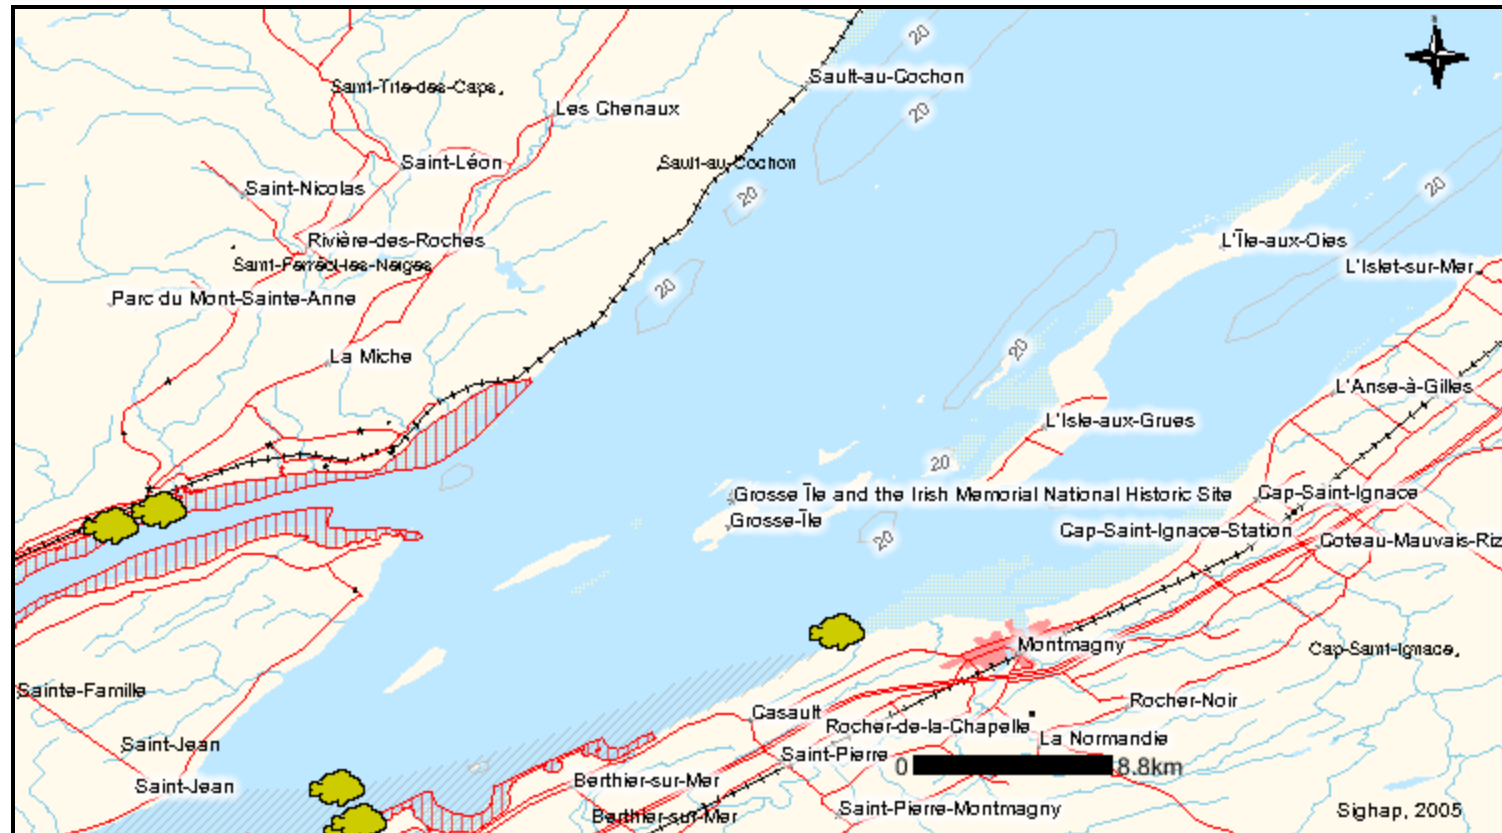 20
Sault-au-Cochon
Saint-Tite-des-Caps
Les Chenaux
20
Saint-Léon
Sault-au-Cochon
Saint-Nicolas
20
20
Rivière-des-Roches
L'Île-aux-Oies
Saint-Ferréol-les-Neiges
L'Islet-sur-Mer
20
Parc du Mont-Sainte-Anne
20
La Miche
L'Anse-à-Gilles
L'Isle-aux-Grues
20
Grosse Île and the Irish Memorial National Historic Site
Cap-Saint-Ignace
Grosse-Île
Cap-Saint-Ignace-Station
20
Coteau-Mauvais-Riz
Montmagny
Cap-Saint-Ignace
Sainte-Famille
Rocher-Noir
Casault
Rocher-de-la-Chapelle
Saint-Jean
La Normandie
Saint-Pierre
0 8.8km
Berthier-sur-Mer
Saint-Jean
Saint-Pierre-Montmagny
Sighap, 2005
Berthier-sur-Mer